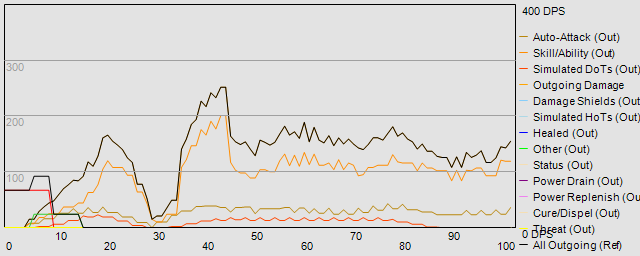 400 DPS
300
200
100
Auto-Attack (Out)
Skill/Ability (Out)
Simulated DoTs (Out)
Outgoing Damage
Damage Shields (Out)
Simulated HoTs (Out)
Healed (Out)
Other (Out)
Status (Out)
Power Drain (Out)
Power Replenish (Ou
Cure/Dispel (Out)
Threat (Out)
0 DPS
All Outgoing (Ref)
0 10 20 30 40 50 60 70 80 90 100